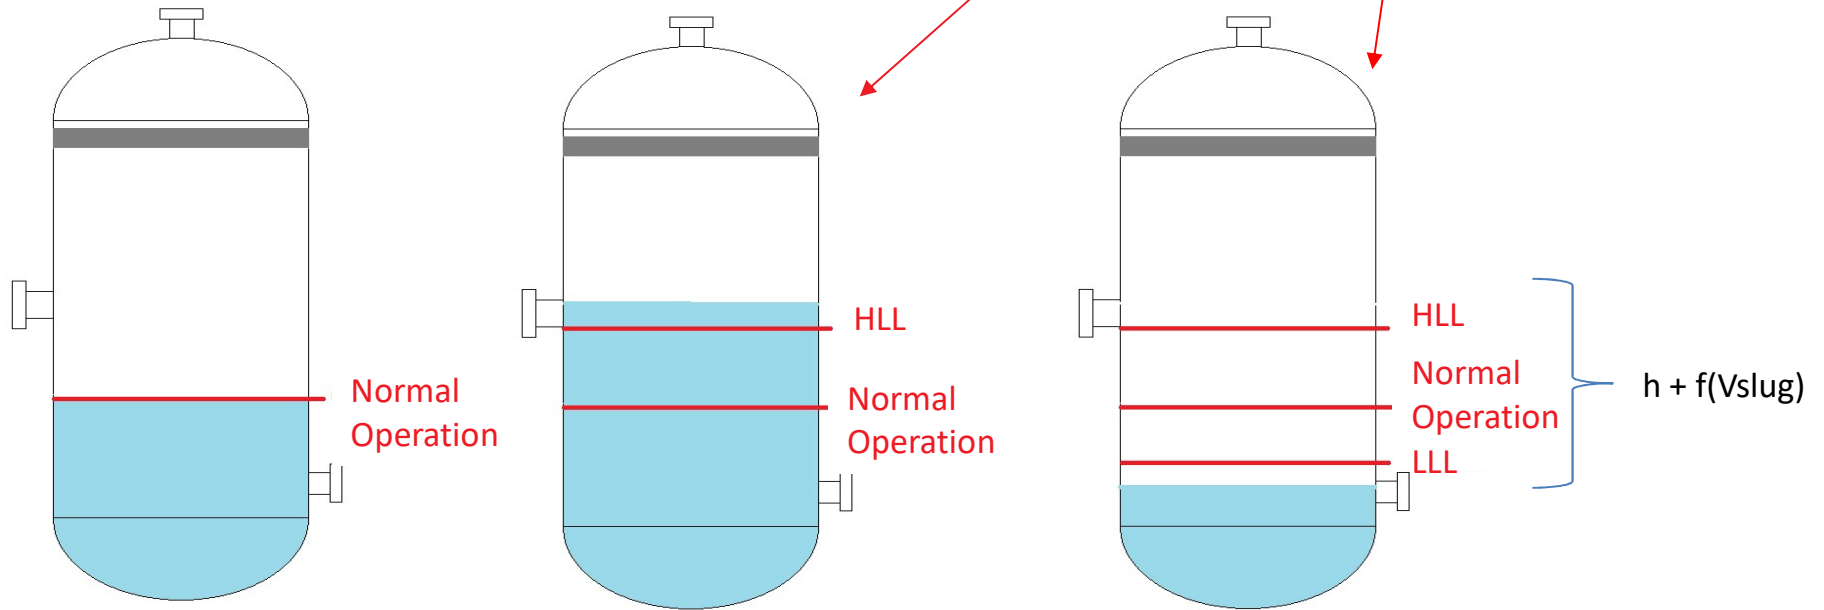 Normal
Operation
HLL
Normal
Operation
HLL
Normal
Operation
LLL
h + f(Vslug)